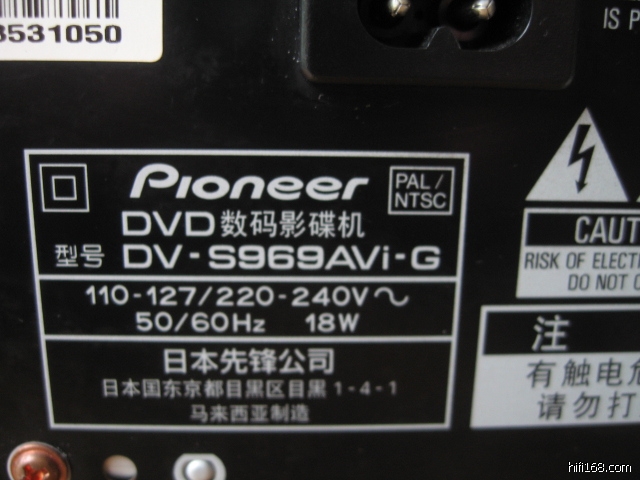 3531050
IS P
Pioneer
PAL/
NTSC
DVD 数码影碟机
型号 DV-S969AVi-G
110-127/220-240V～
50/60Hz 18W
日本先锋公司
日本国东京都目黑区目黑1-4-1
马来西亚制造
CAUT
RISK OF ELECT
DO NOT O
注
有触电危
请勿打
hifi168.com